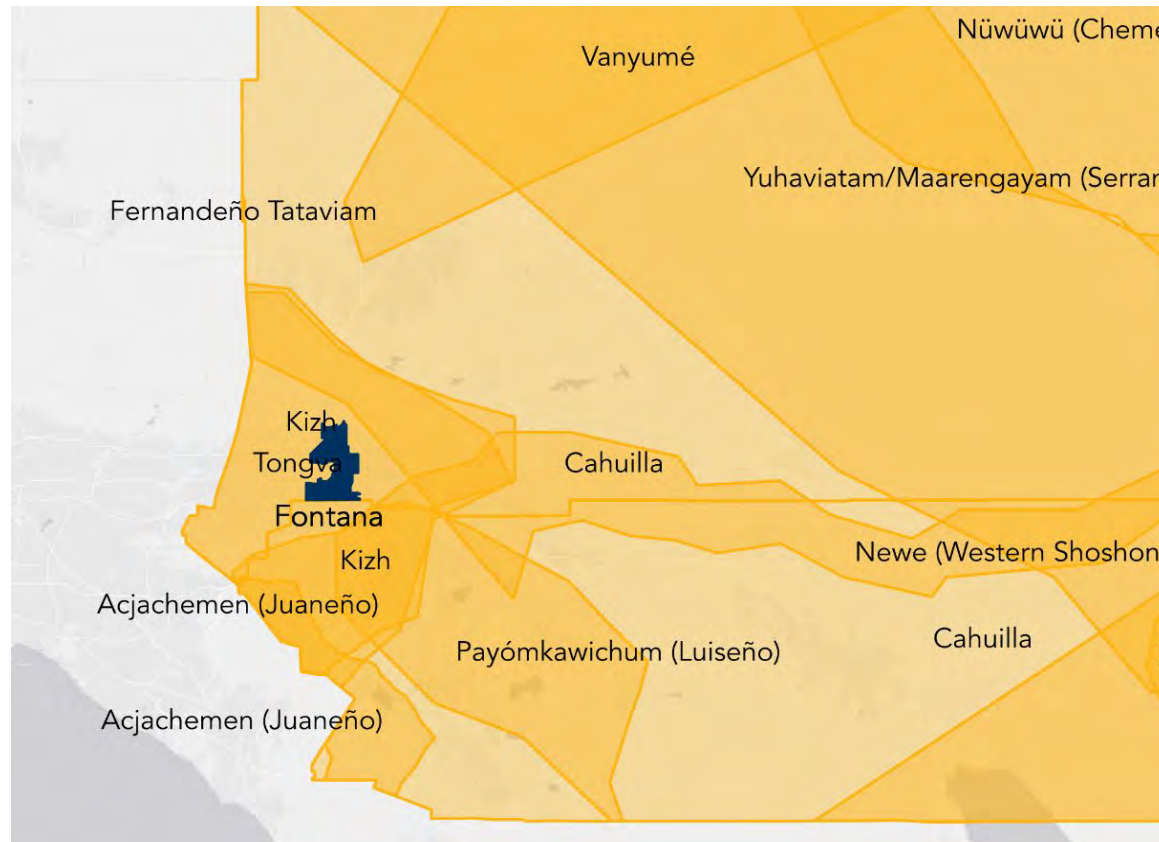 Nüwüwü (Cheme
Vanyumé
Yuhaviatam/Maarengayam (Serran
Fernandeño Tataviam
Kizh
Tongva
Cahuilla
Fontana
Kizh
Newe (Western Shoshon
Acjachemen (Juaneño)
Cahuilla
Payómkawichum (Luiseño)
Acjachemen (Juaneño)